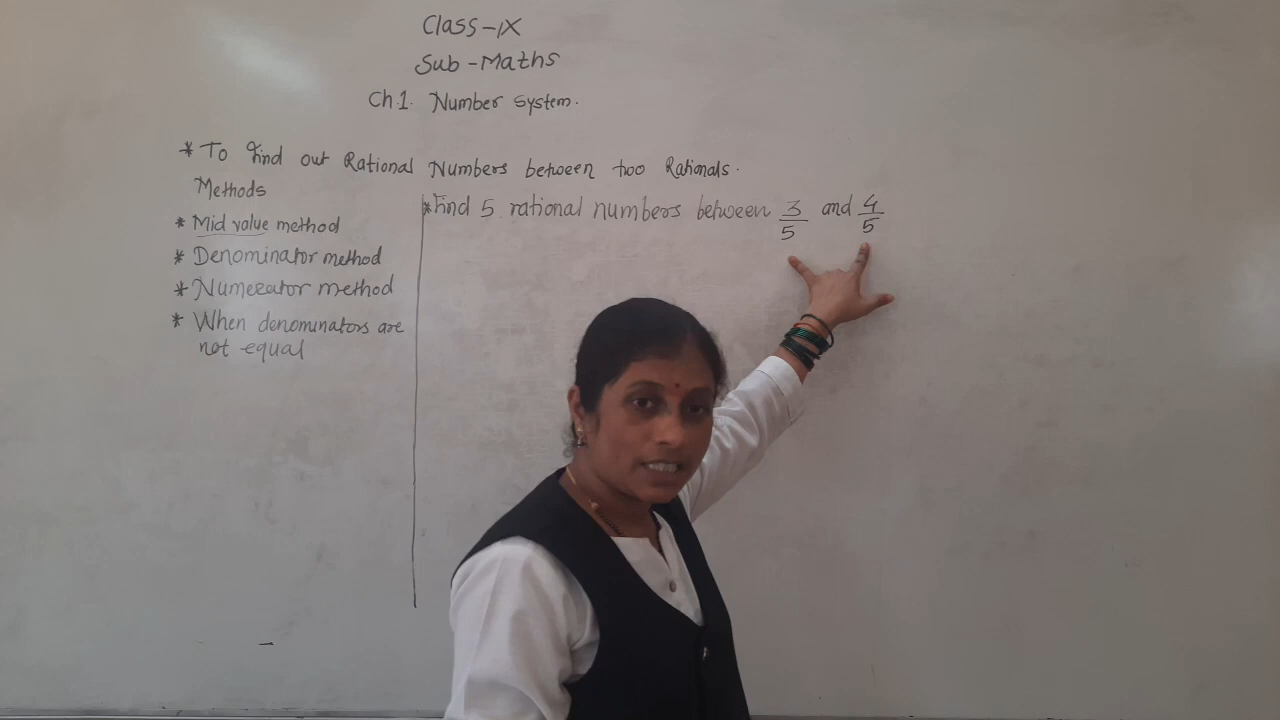 Class-IX
Sub-Maths
Ch.1. Number System.
* To find out Rational Numbers between two Rationals.
Methods
* Mid value method
* Denominator method
* Numerator method
* When denominators are
not equal
* Find 5 rational numbers between 3/5 and 4/5